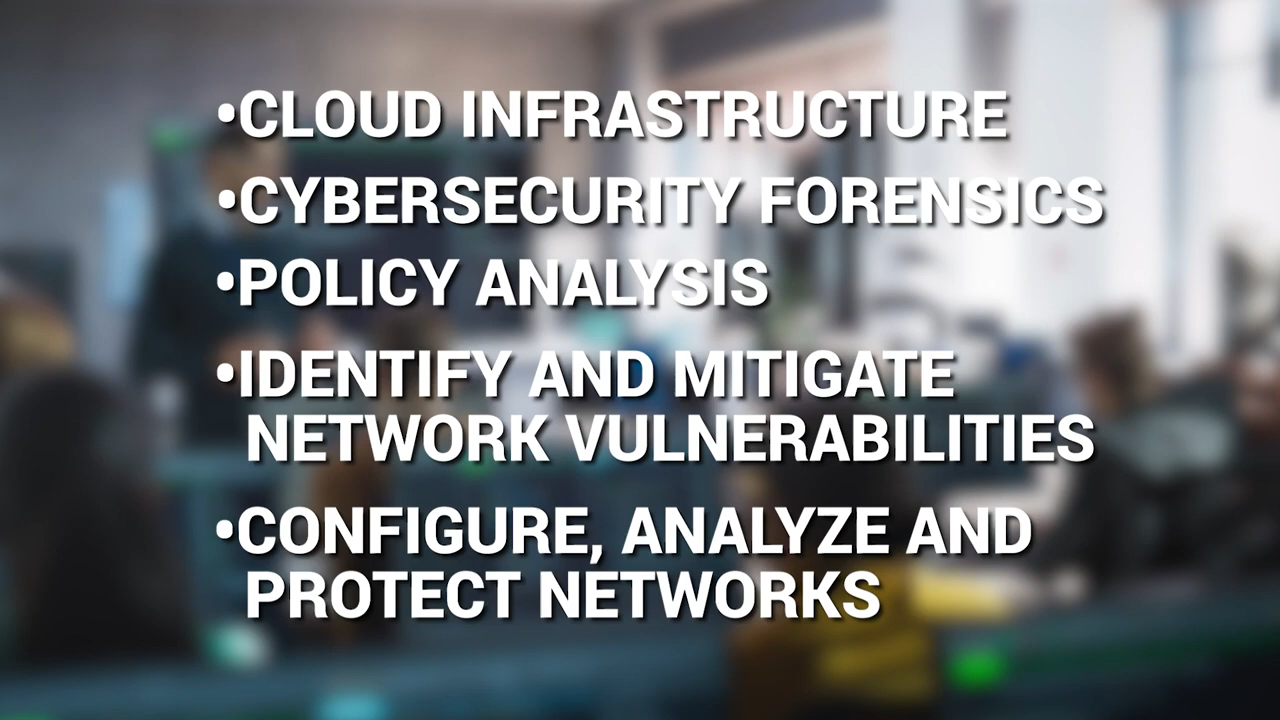 •CLOUD INFRASTRUCTURE
•CYBERSECURITY FORENSICS
•POLICY ANALYSIS
•IDENTIFY AND MITIGATE
NETWORK VULNERABILITIES
•CONFIGURE, ANALYZE AND
PROTECT NETWORKS